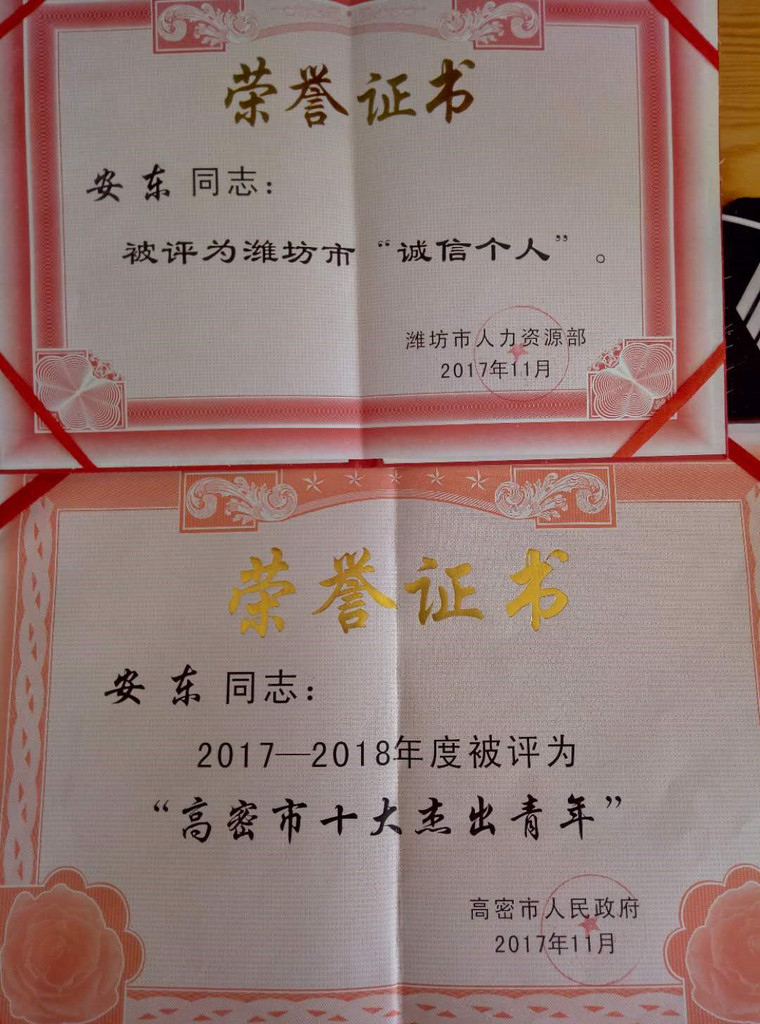 荣誉证书
安东同志：
被评为潍坊市“诚信个人”。
潍坊市人力资源部
2017年11月
荣誉证书
安东同志：
2017—2018年度被评为
“高密市十大杰出青年”
高密市人民政府
2017年11月